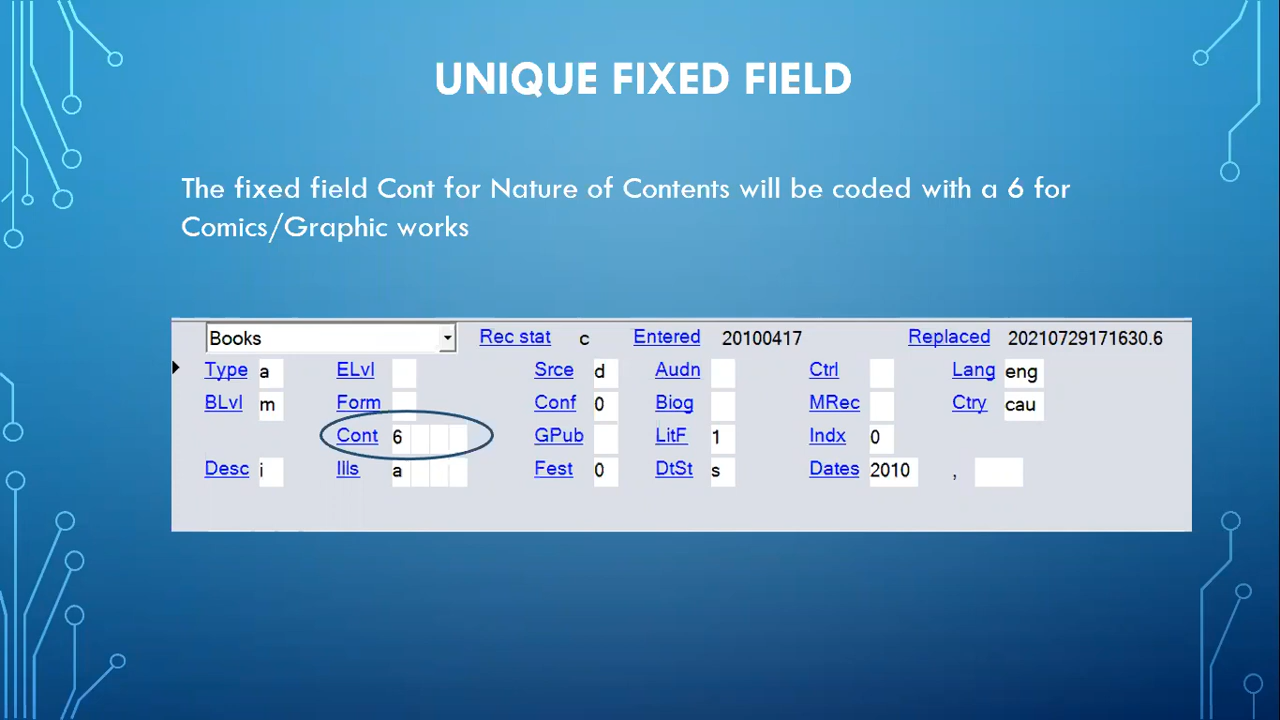 UNIQUE FIXED FIELD
The fixed field Cont for Nature of Contents will be coded with a 6 for
Comics/Graphic works
Books Rec stat c Entered 20100417 Replaced 20210729171630.6
Type a ELvl Srce d Audn Ctrl Lang eng
BLvl m Form Conf 0 Biog MRec Ctry cau
Cont 6 GPub LitF 1 Indx 0
Desc i Ills a Fest 0 DtSt s Dates 2010 ,